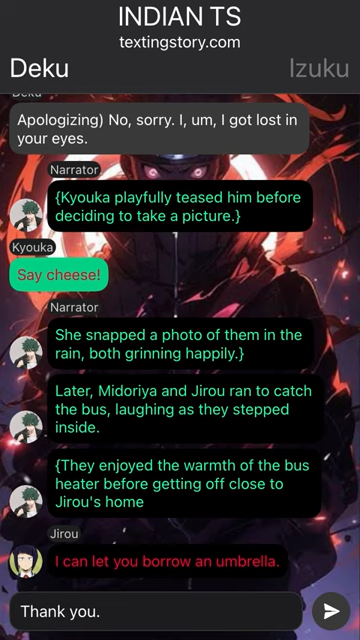 INDIAN TS
textingstory.com
Deku
Izuku
Deku
Apologizing) No, sorry. I, um, I got lost in
your eyes.
Narrator
{Kyouka playfully teased him before
deciding to take a picture.}
Kyouka
Say cheese!
Narrator
She snapped a photo of them in the
rain, both grinning happily.}
Later, Midoriya and Jirou ran to catch
the bus, laughing as they stepped
inside.
{They enjoyed the warmth of the bus
heater before getting off close to
Jirou's home
Jirou
I can let you borrow an umbrella.
Thank you.